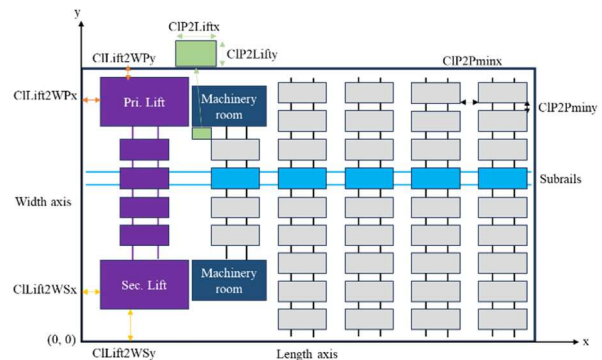 y
ClP2Liftx
ClLift2WPy
ClP2Lifty
ClP2Pminx
ClLift2WPx
Pri. Lift
Machinery
room
ClP2Pminy
Subrails
Width axis
ClLift2WSx
Sec. Lift
Machinery
room
(0, 0)
x
ClLift2WSy
Length axis